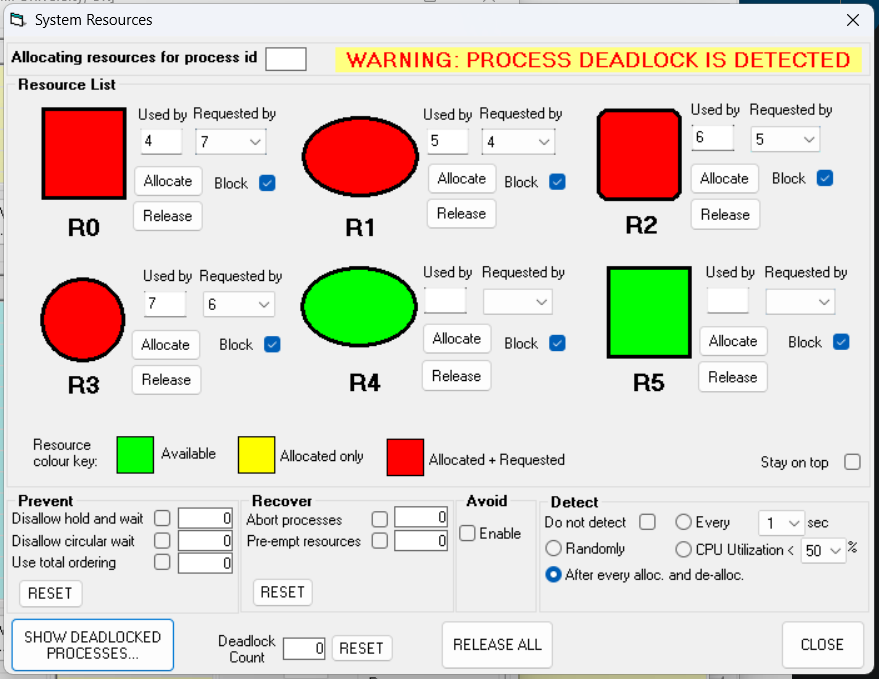 System Resources
Allocating resources for process id
WARNING: PROCESS DEADLOCK IS DETECTED
Resource List
Used by Requested by
4 7
Allocate Block
Release
R0
Used by Requested by
5 4
Allocate Block
Release
R1
Used by Requested by
6 5
Allocate Block
Release
R2
Used by Requested by
7 6
Allocate Block
Release
R3
Used by Requested by
Allocate Block
Release
R4
Used by Requested by
Allocate Block
Release
R5
Resource
colour key:
Available
Allocated only
Allocated + Requested
Stay on top
Prevent
Disallow hold and wait 0
Disallow circular wait 0
Use total ordering 0
RESET
Recover
Abort processes 0
Pre-empt resources 0
RESET
Avoid
Enable
Detect
Do not detect Every 1 sec
Randomly CPU Utilization < 50 %
After every alloc. and de-alloc.
SHOW DEADLOCKED
PROCESSES...
Deadlock
Count
0 RESET
RELEASE ALL
CLOSE